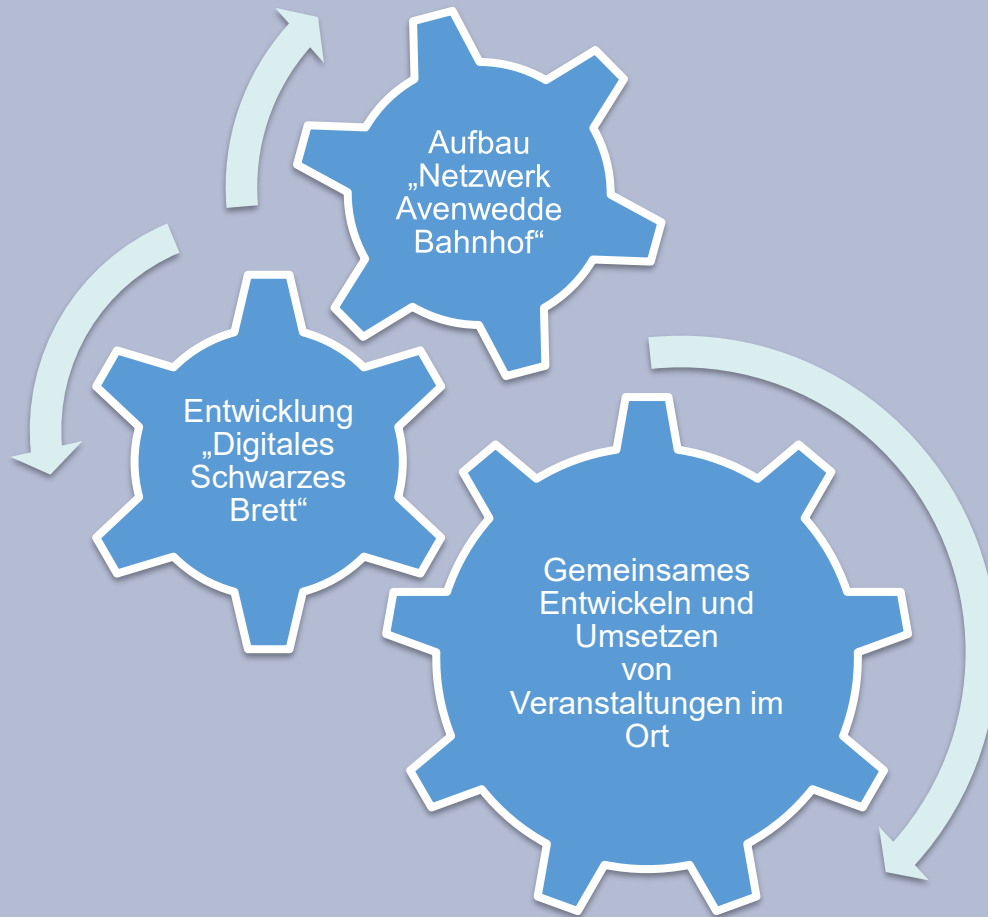 Aufbau
„Netzwerk
Avenwedde
Bahnhof“
Entwicklung
„Digitales
Schwarzes
Brett“
Gemeinsames
Entwickeln und
Umsetzen
von
Veranstaltungen im
Ort